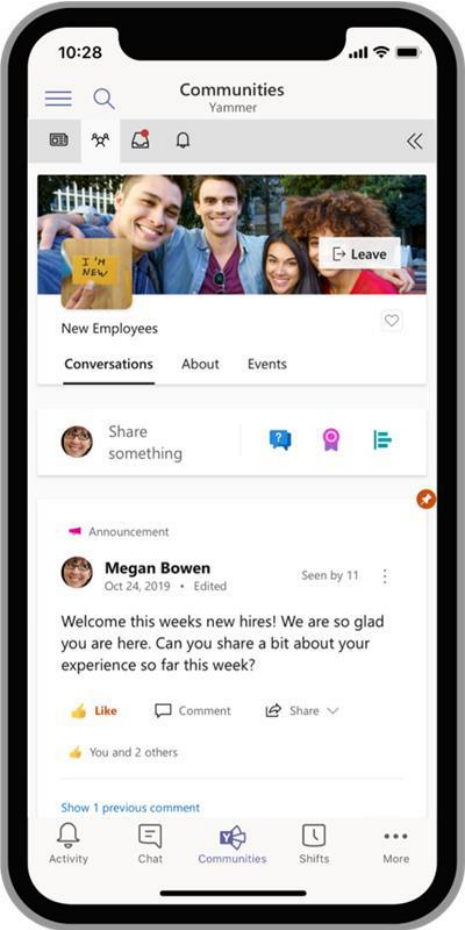 10:28
Communities
Yammer
I'M
NEW
Leave
New Employees
Conversations About Events
Share
something
Announcement
Megan Bowen
Oct 24, 2019 • Edited
Seen by 11
Welcome this weeks new hires! We are so glad
you are here. Can you share a bit about your
experience so far this week?
Like Comment Share
You and 2 others
Show 1 previous comment
Activity Chat Communities Shifts More